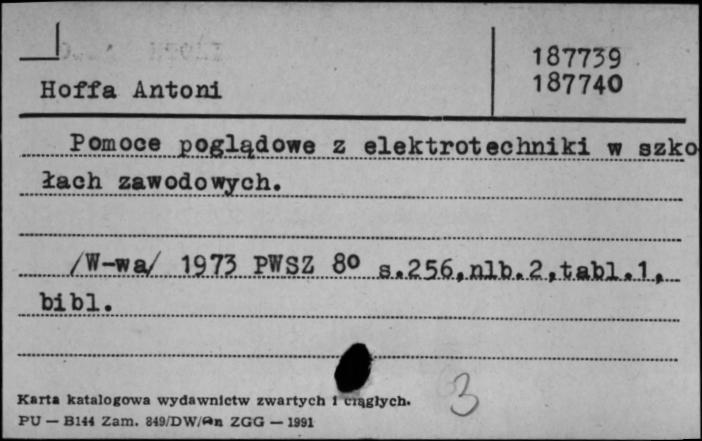 187739
Hoffa Antoni 187740
Pomoce poglądowe z elektrotechniki w szko
łach zawodowych.
/W-wa/ 1973 PWSZ 8º s.256,nlb.2,tabl.1,
bibl.
3
Karta katalogowa wydawnictw zwartych i ciągłych.
PU — B144 Zam. 849/DW/ ZGG — 1991